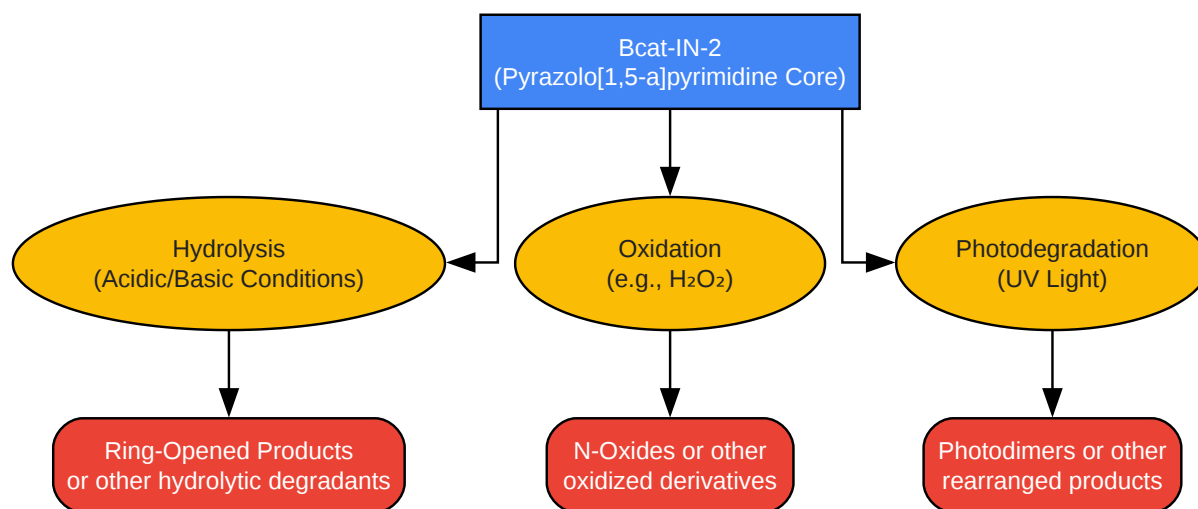 Bcat-IN-2
(Pyrazolo[1,5-a]pyrimidine Core)
Hydrolysis
(Acidic/Basic Conditions)
Oxidation
(e.g., H₂O₂)
Photodegradation
(UV Light)
Ring-Opened Products
or other hydrolytic degradants
N-Oxides or other
oxidized derivatives
Photodimers or other
rearranged products